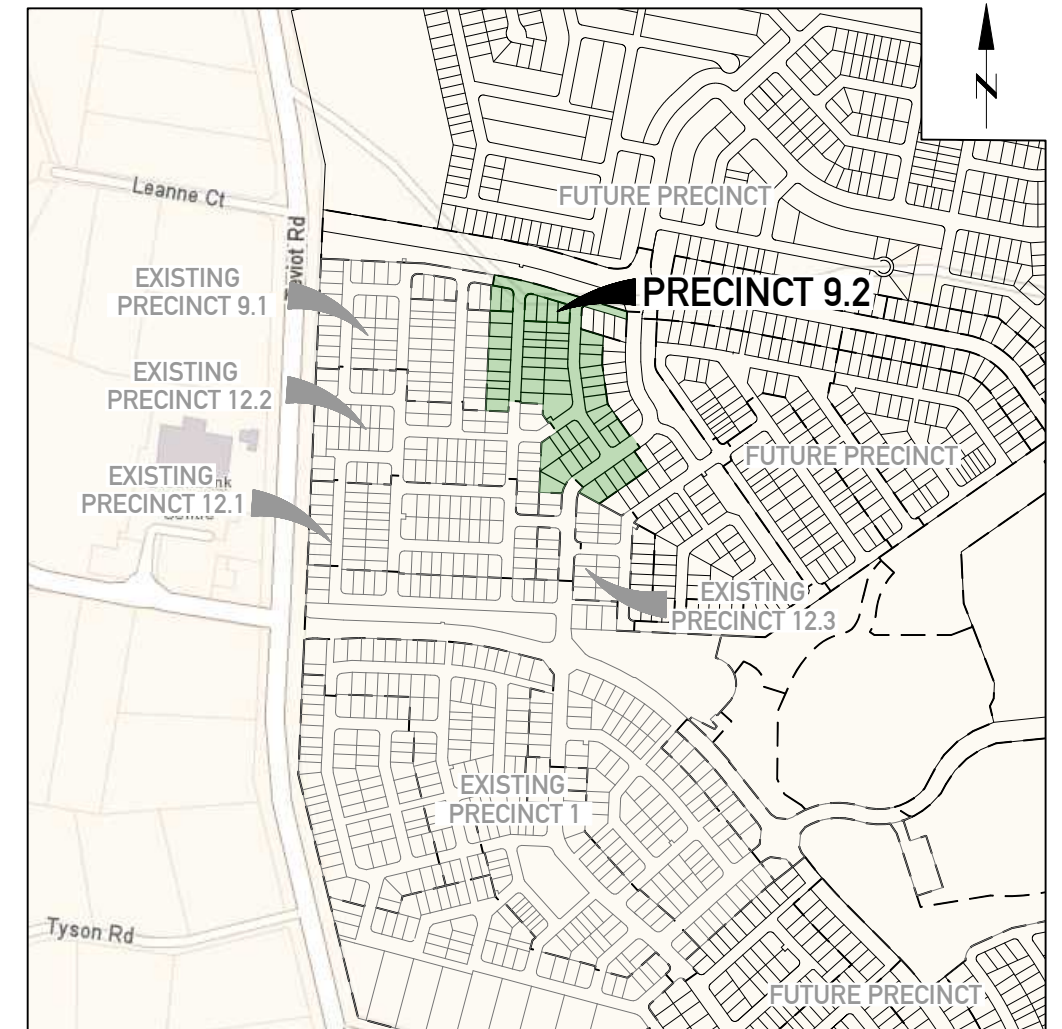 N
Leanne Ct
FUTURE PRECINCT
EXISTING
PRECINCT 9.1
PRECINCT 9.2
EXISTING
PRECINCT 12.2
FUTURE PRECINCT
EXISTING
PRECINCT 12.1
EXISTING
PRECINCT 12.3
EXISTING
PRECINCT 1
Tyson Rd
FUTURE PRECINCT
Rd